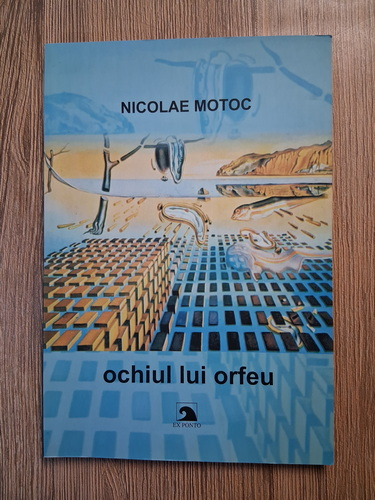 NICOLAE MOTOC
ochiul lui orfeu
EX PONTO